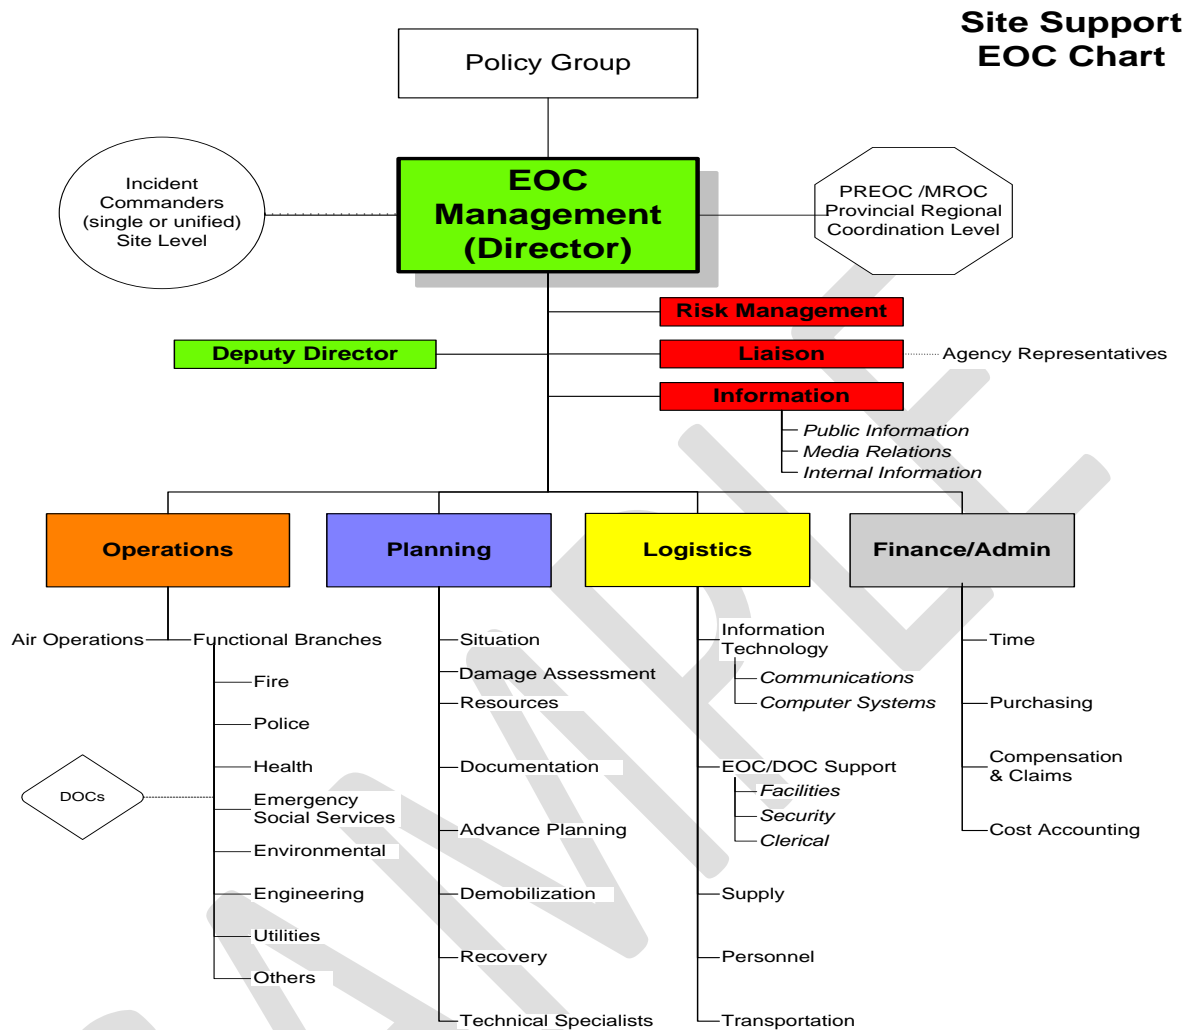 Site Support
EOC Chart
Policy Group
Incident
Commanders
(single or unified)
Site Level
EOC
Management
(Director)
PREOC /MROC
Provincial Regional
Coordination Level
Risk Management
Deputy Director
Liaison
Agency Representatives
Information
Public Information
Media Relations
Internal Information
Operations
Planning
Logistics
Finance/Admin
Air Operations
Functional Branches
Fire
Police
Health
Emergency
Social Services
Environmental
Engineering
Utilities
Others
DOCs
Situation
Damage Assessment
Resources
Documentation
Advance Planning
Demobilization
Recovery
Technical Specialists
Information
Technology
Communications
Computer Systems
EOC/DOC Support
Facilities
Security
Clerical
Supply
Personnel
Transportation
Time
Purchasing
Compensation
& Claims
Cost Accounting
SAMPLE